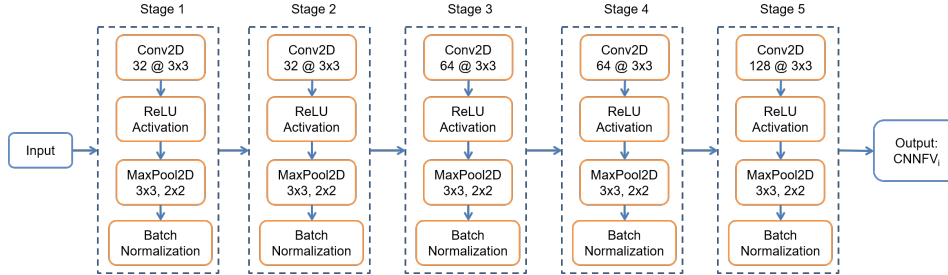 Stage 1
Stage 2
Stage 3
Stage 4
Stage 5
Input
Conv2D
32 @ 3x3
ReLU
Activation
MaxPool2D
3x3, 2x2
Batch
Normalization
Conv2D
32 @ 3x3
ReLU
Activation
MaxPool2D
3x3, 2x2
Batch
Normalization
Conv2D
64 @ 3x3
ReLU
Activation
MaxPool2D
3x3, 2x2
Batch
Normalization
Conv2D
64 @ 3x3
ReLU
Activation
MaxPool2D
3x3, 2x2
Batch
Normalization
Conv2D
128 @ 3x3
ReLU
Activation
MaxPool2D
3x3, 2x2
Batch
Normalization
Output:
CNNFVi